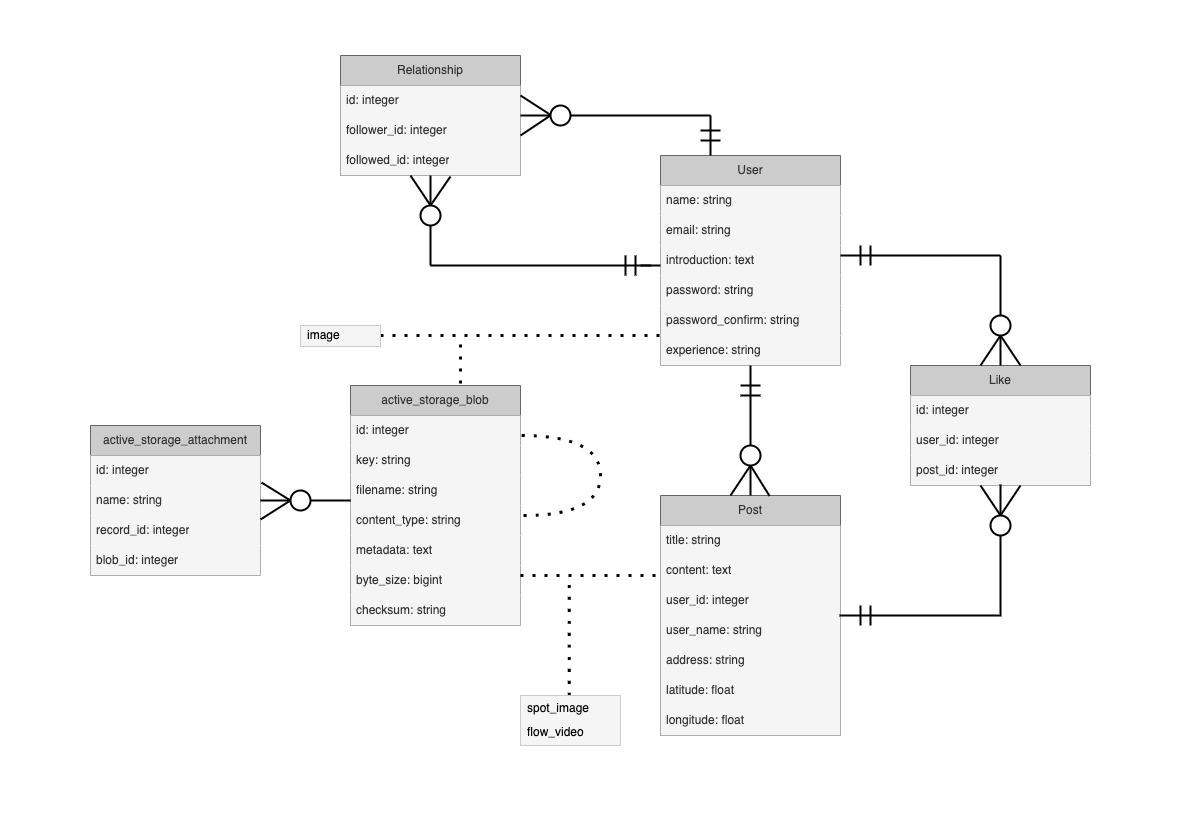 Relationship
id: integer
follower_id: integer
followed_id: integer
User
name: string
email: string
introduction: text
password: string
password_confirm: string
experience: string
image
active_storage_blob
id: integer
key: string
filename: string
content_type: string
metadata: text
byte_size: bigint
checksum: string
active_storage_attachment
id: integer
name: string
record_id: integer
blob_id: integer
Like
id: integer
user_id: integer
post_id: integer
Post
title: string
content: text
user_id: integer
user_name: string
address: string
latitude: float
longitude: float
spot_image
flow_video